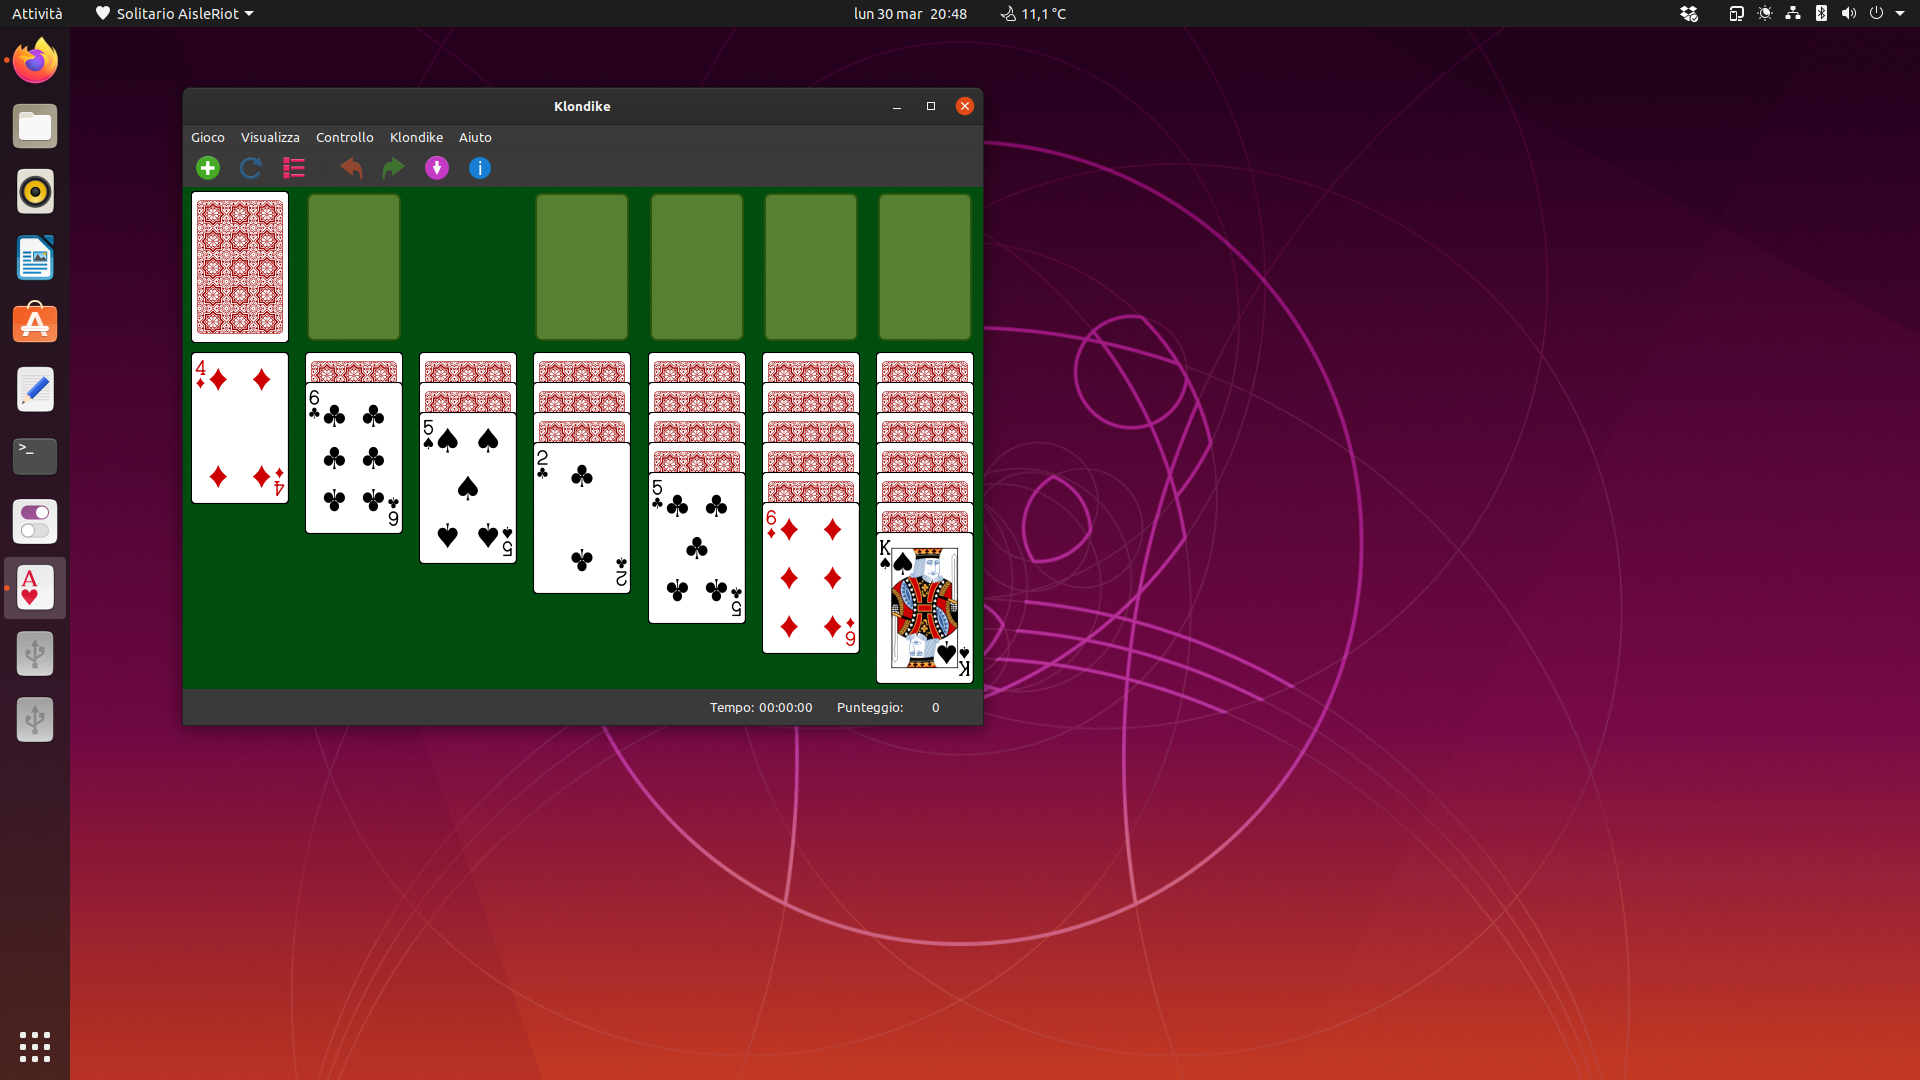 Attività Solitario AisleRiot lun 30 mar 20:48 11,1 °C
Klondike
Gioco Visualizza Controllo Klondike Aiuto
4 4
6 6
5 5
2 2
5 5
6 6
K K
Tempo: 00:00:00 Punteggio: 0
>_
A